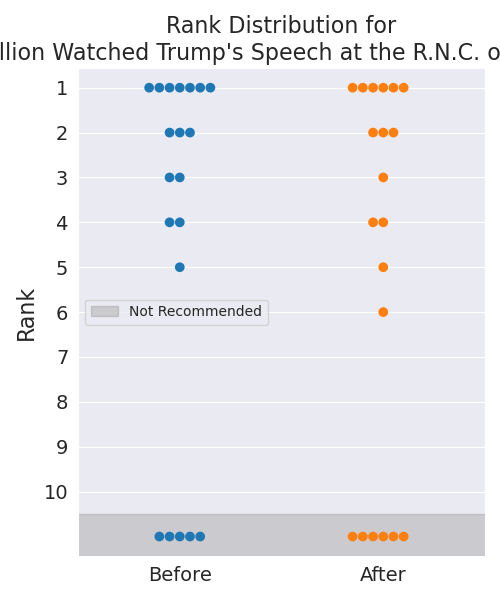 Rank Distribution for
llion Watched Trump's Speech at the R.N.C. o
1
2
3
4
5
6
7
8
9
10
Rank
Not Recommended
Before
After